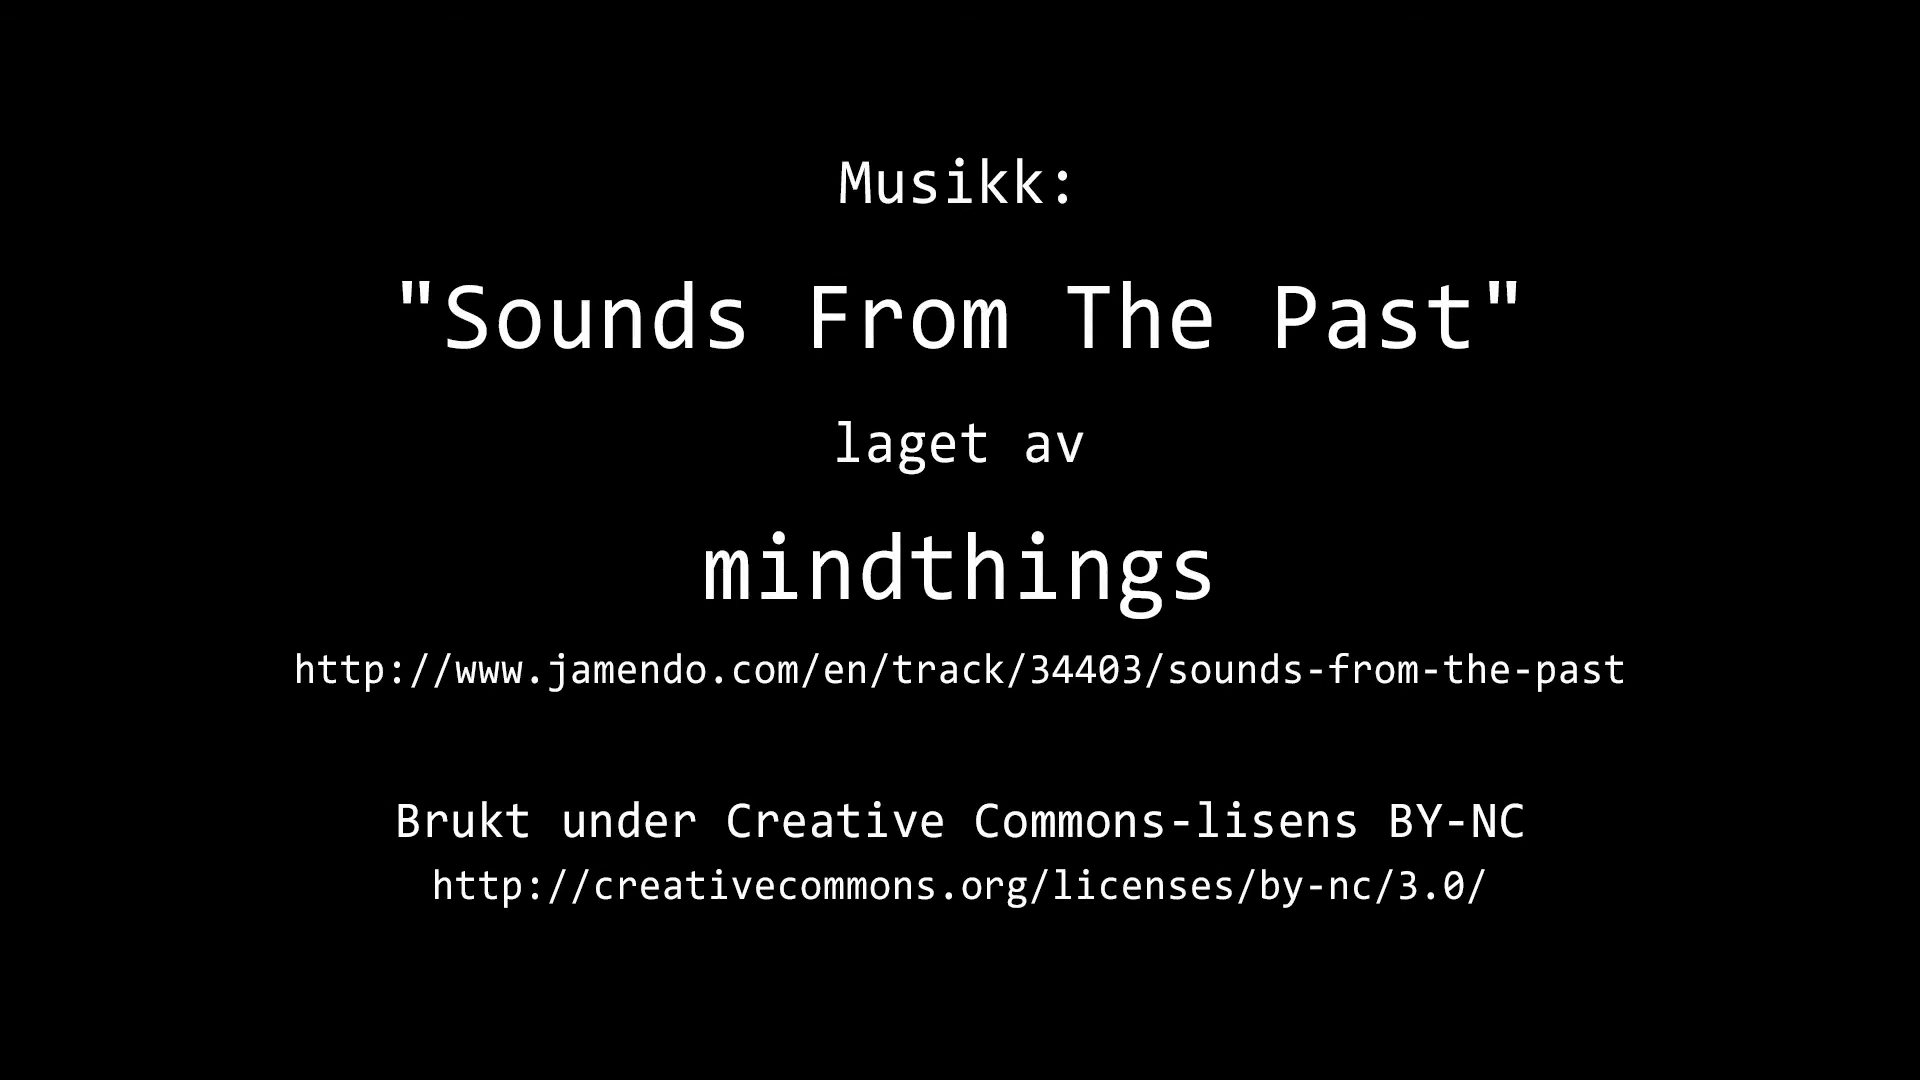 Musikk:
"Sounds From The Past"
laget av
mindthings
http://www.jamendo.com/en/track/34403/sounds-from-the-past
Brukt under Creative Commons-lisens BY-NC
http://creativecommons.org/licenses/by-nc/3.0/